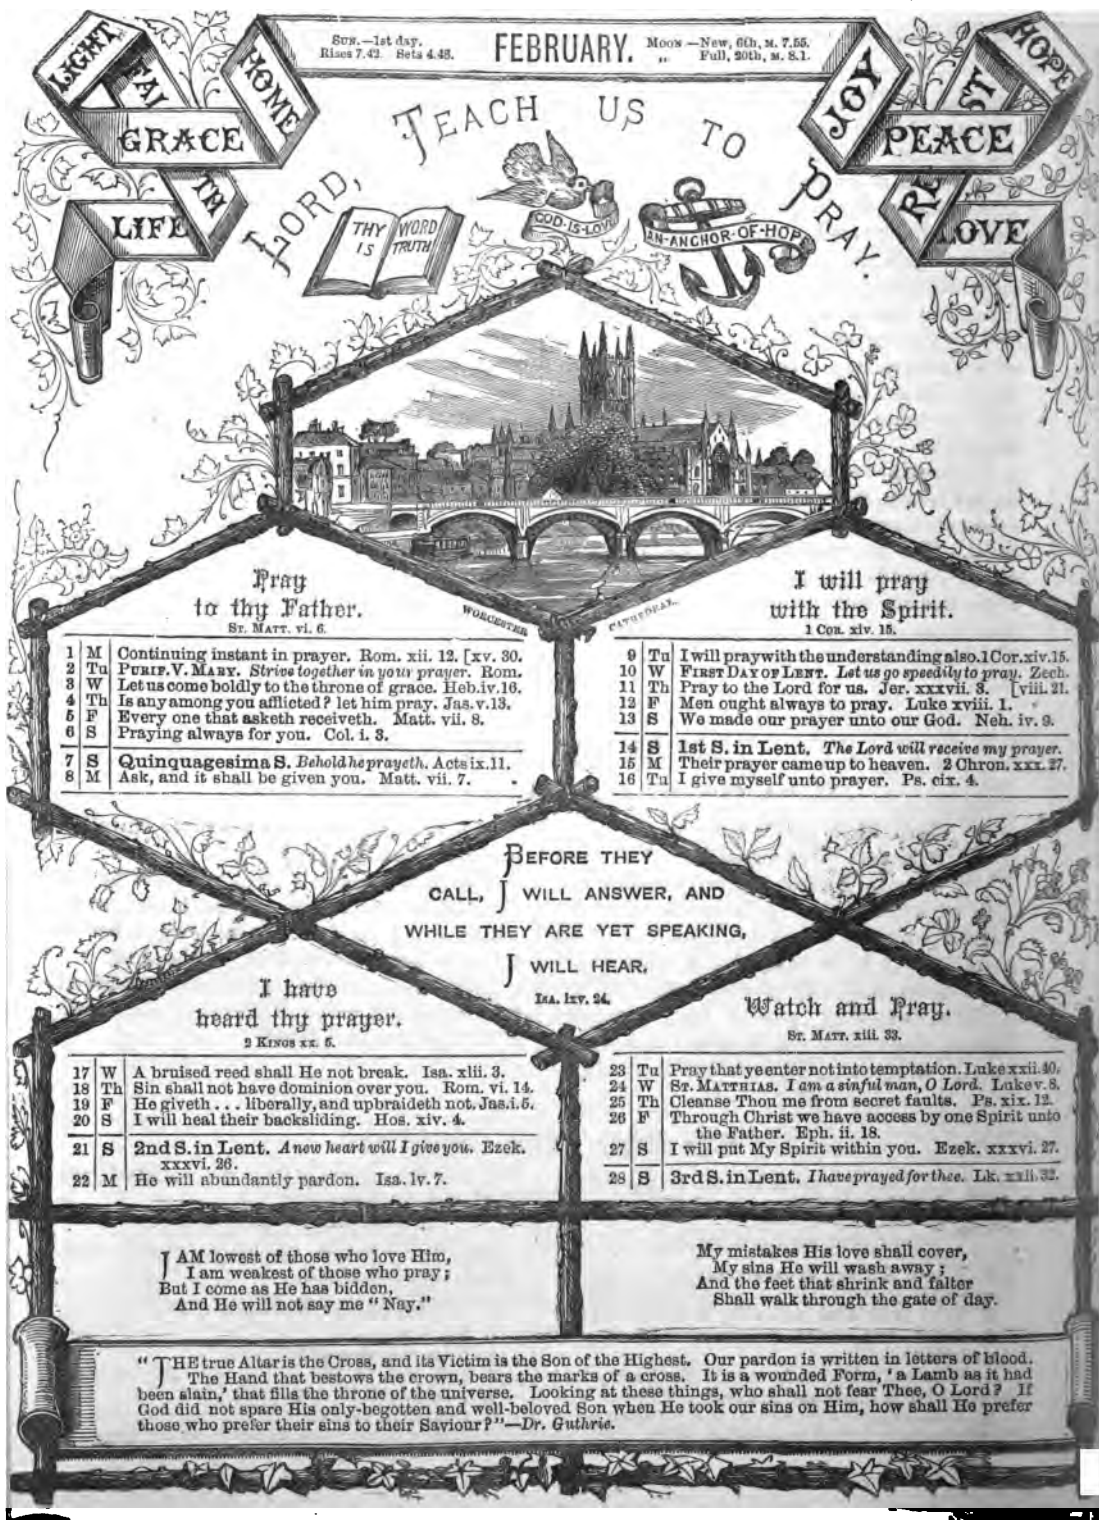 SUN.—1st day.
Rises 7.42. Sets 4.48.
FEBRUARY.
MOON—New, 6th, M. 7.55.
„ Full, 20th, M. 8.1.
LIGHT
FAITH
HOME
GRACE
LIFE
JOY
REST
HOPE
PEACE
LOVE
LORD, TEACH US TO PRAY.
THY WORD
IS TRUTH
GOD·IS·LOVE
AN·ANCHOR·OF·HOPE
WORCESTER CATHEDRAL.
Pray
to thy Father.
ST. MATT. vi. 6.
1 M Continuing instant in prayer. Rom. xii. 12. [xv. 30.
2 Tu PURIF. V. MARY. Strive together in your prayer. Rom.
3 W Let us come boldly to the throne of grace. Heb. iv. 16.
4 Th Is any among you afflicted? let him pray. Jas. v. 13.
5 F Every one that asketh receiveth. Matt. vii. 8.
6 S Praying always for you. Col. i. 3.
7 S Quinquagesima S. Behold he prayeth. Acts ix. 11.
8 M Ask, and it shall be given you. Matt. vii. 7.
I will pray
with the Spirit.
1 COR. xiv. 15.
9 Tu I will pray with the understanding also. 1 Cor. xiv. 15.
10 W FIRST DAY OF LENT. Let us go speedily to pray. Zech.
11 Th Pray to the Lord for us. Jer. xxxvii. 3. [viii. 21.
12 F Men ought always to pray. Luke xviii. 1.
13 S We made our prayer unto our God. Neh. iv. 9.
14 S 1st S. in Lent. The Lord will receive my prayer.
15 M Their prayer came up to heaven. 2 Chron. xxx. 27.
16 Tu I give myself unto prayer. Ps. cix. 4.
BEFORE THEY
CALL, I WILL ANSWER, AND
WHILE THEY ARE YET SPEAKING,
I WILL HEAR.
ISA. lxv. 24.
I have
heard thy prayer.
2 KINGS xx. 5.
17 W A bruised reed shall He not break. Isa. xlii. 3.
18 Th Sin shall not have dominion over you. Rom. vi. 14.
19 F He giveth . . . liberally, and upbraideth not. Jas. i. 5.
20 S I will heal their backsliding. Hos. xiv. 4.
21 S 2nd S. in Lent. A new heart will I give you. Ezek.
xxxvi. 26.
22 M He will abundantly pardon. Isa. lv. 7.
Watch and Pray.
ST. MATT. xiii. 33.
23 Tu Pray that ye enter not into temptation. Luke xxii. 40.
24 W ST. MATTHIAS. I am a sinful man, O Lord. Luke v. 8.
25 Th Cleanse Thou me from secret faults. Ps. xix. 12.
26 F Through Christ we have access by one Spirit unto
the Father. Eph. ii. 18.
27 S I will put My Spirit within you. Ezek. xxxvi. 27.
28 S 3rd S. in Lent. I have prayed for thee. Lk. xxii. 32.
I AM lowest of those who love Him,
I am weakest of those who pray;
But I come as He has bidden,
And He will not say me "Nay."
My mistakes His love shall cover,
My sins He will wash away;
And the feet that shrink and falter
Shall walk through the gate of day.
"THE true Altar is the Cross, and its Victim is the Son of the Highest. Our pardon is written in letters of blood.
The Hand that bestows the crown, bears the marks of a cross. It is a wounded Form, 'a Lamb as it had
been slain,' that fills the throne of the universe. Looking at these things, who shall not fear Thee, O Lord? If
God did not spare His only-begotten and well-beloved Son when He took our sins on Him, how shall He prefer
those who prefer their sins to their Saviour?"—Dr. Guthrie.